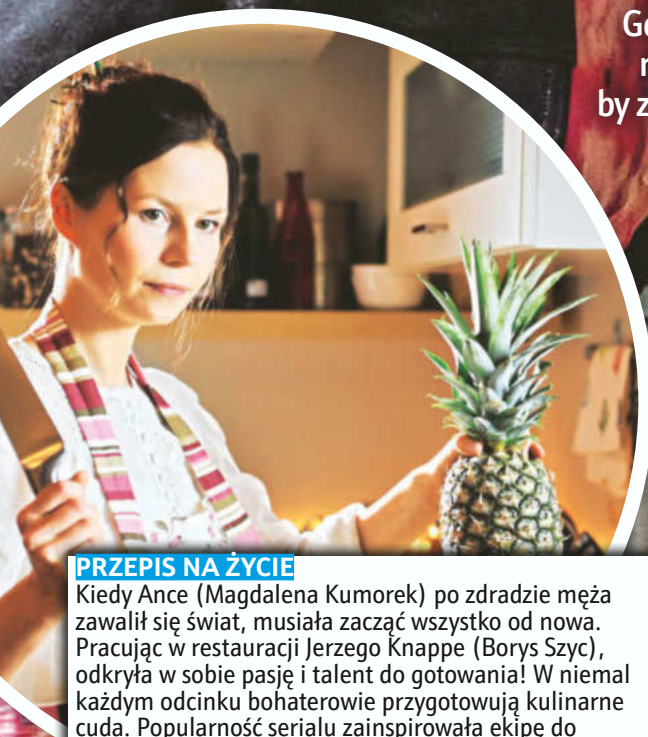 by z
PRZEPIS NA ŻYCIE
Kiedy Ance (Magdalena Kumorek) po zdradzie męża
zawalił się świat, musiała zacząć wszystko od nowa.
Pracując w restauracji Jerzego Knappe (Borys Szyc),
odkryła w sobie pasję i talent do gotowania! W niemal
każdym odcinku bohaterowie przygotowują kulinarne
cuda. Popularność serialu zainspirowała ekipę do